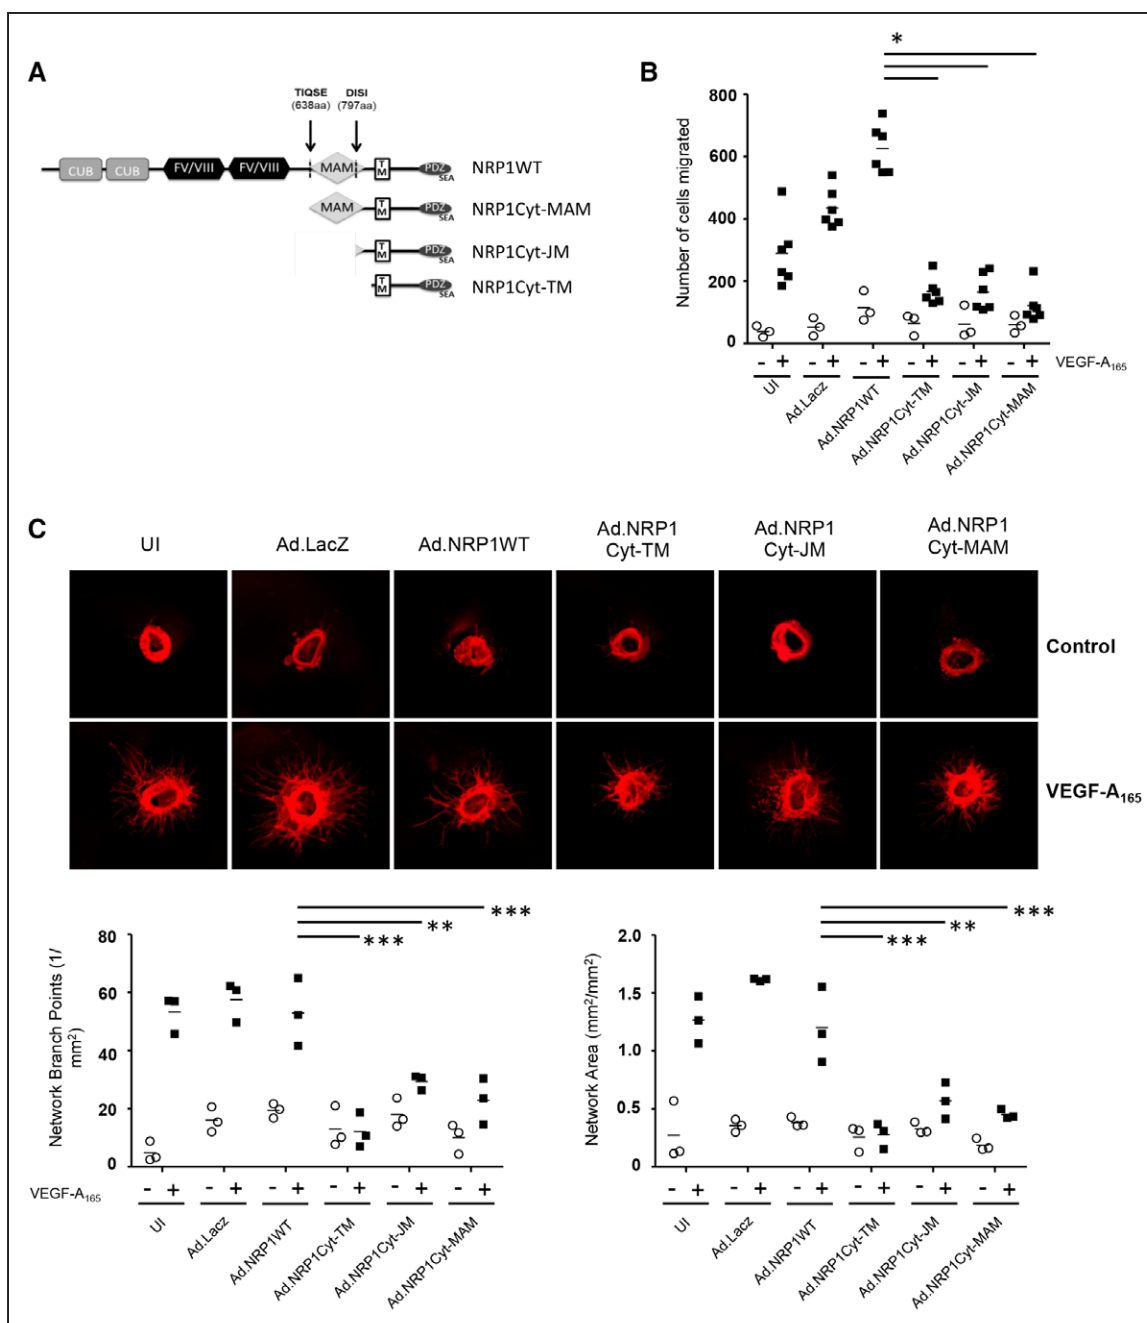 A
TIQSE
(638aa)
DISI
(797aa)
CUB
CUB
FV/VIII
FV/VIII
MAM
TM
PDZ
SEA
NRP1WT
MAM
TM
PDZ
SEA
NRP1Cyt-MAM
TM
PDZ
SEA
NRP1Cyt-JM
TM
PDZ
SEA
NRP1Cyt-TM
B
*
Number of cells migrated
800
600
400
200
0
- + - + - + - + - + - +
VEGF-A165
UI
Ad.Lacz
Ad.NRP1WT
Ad.NRP1Cyt-TM
Ad.NRP1Cyt-JM
Ad.NRP1Cyt-MAM
C
UI
Ad.LacZ
Ad.NRP1WT
Ad.NRP1
Cyt-TM
Ad.NRP1
Cyt-JM
Ad.NRP1
Cyt-MAM
Control
VEGF-A165
***
**
***
Network Branch Points (1/
mm2)
80
60
40
20
0
VEGF-A165
- + - + - + - + - + - +
UI
Ad.Lacz
Ad.NRP1WT
Ad.NRP1Cyt-TM
Ad.NRP1Cyt-JM
Ad.NRP1Cyt-MAM
***
**
***
Network Area (mm2/mm2)
2.0
1.5
1.0
0.5
0
- + - + - + - + - + - +
UI
Ad.Lacz
Ad.NRP1WT
Ad.NRP1Cyt-TM
Ad.NRP1Cyt-JM
Ad.NRP1Cyt-MAM